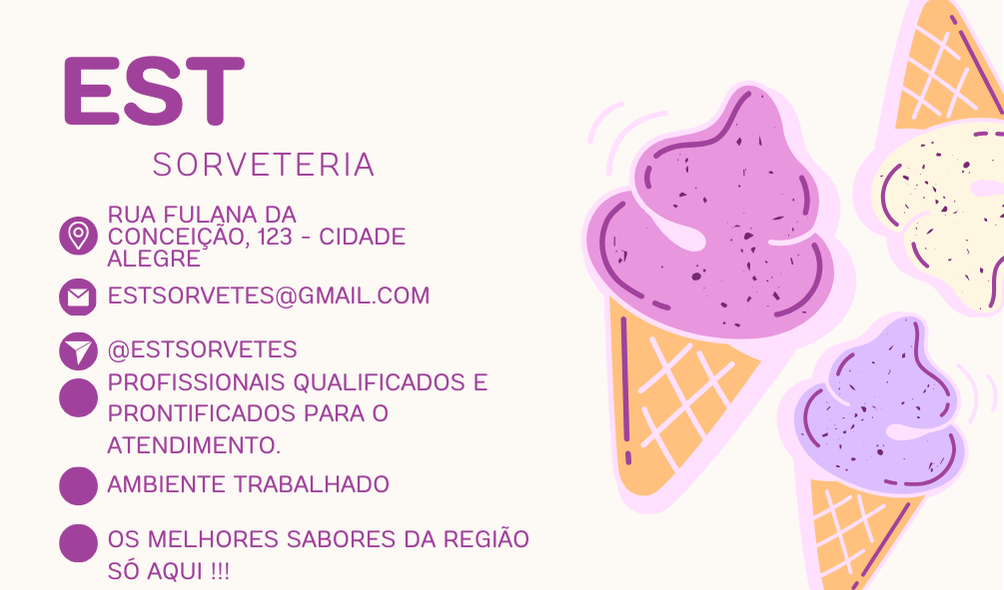 EST
SORVETERIA
RUA FULANA DA
CONCEIÇÃO, 123 - CIDADE
ALEGRE
ESTSORVETES@GMAIL.COM
@ESTSORVETES
PROFISSIONAIS QUALIFICADOS E
PRONTIFICADOS PARA O
ATENDIMENTO.
AMBIENTE TRABALHADO
OS MELHORES SABORES DA REGIÃO
SÓ AQUI !!!